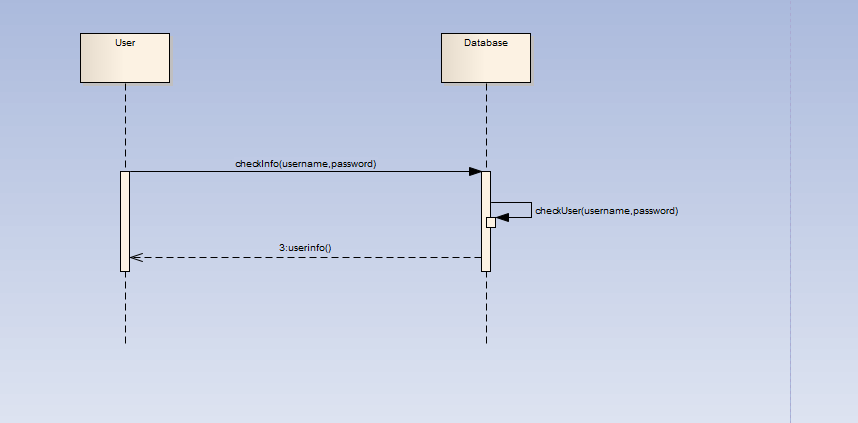 User
Database
checkInfo(username,password)
checkUser(username,password)
3:userinfo()